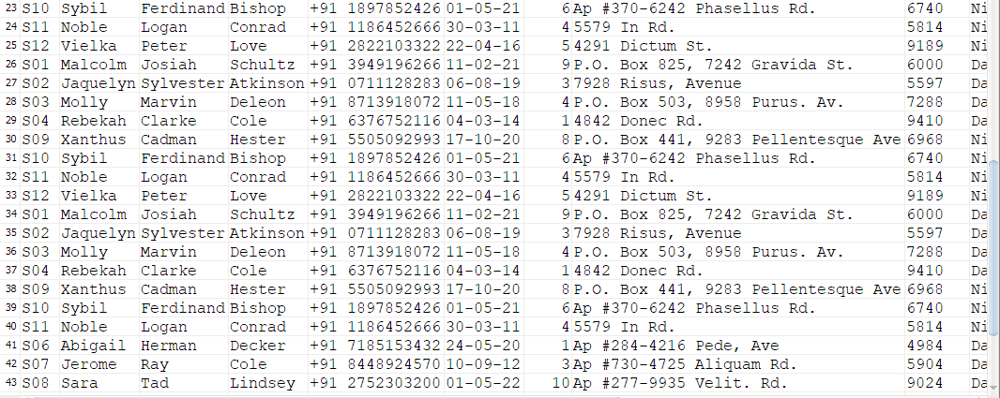 23 S10 Sybil Ferdinand Bishop +91 1897852426 01-05-21 6 Ap #370-6242 Phasellus Rd. 6740 Ni
24 S11 Noble Logan Conrad +91 1186452666 30-03-11 4 5579 In Rd. 5814 Ni
25 S12 Vielka Peter Love +91 2822103322 22-04-16 5 4291 Dictum St. 9189 Ni
26 S01 Malcolm Josiah Schultz +91 3949196266 11-02-21 9 P.O. Box 825, 7242 Gravida St. 6000 Da
27 S02 Jaquelyn Sylvester Atkinson +91 0711128283 06-08-19 3 7928 Risus, Avenue 5597 Da
28 S03 Molly Marvin Deleon +91 8713918072 11-05-18 4 P.O. Box 503, 8958 Purus. Av. 7288 Da
29 S04 Rebekah Clarke Cole +91 6376752116 04-03-14 1 4842 Donec Rd. 9410 Da
30 S09 Xanthus Cadman Hester +91 5505092993 17-10-20 8 P.O. Box 441, 9283 Pellentesque Ave 6968 Da
31 S10 Sybil Ferdinand Bishop +91 1897852426 01-05-21 6 Ap #370-6242 Phasellus Rd. 6740 Ni
32 S11 Noble Logan Conrad +91 1186452666 30-03-11 4 5579 In Rd. 5814 Ni
33 S12 Vielka Peter Love +91 2822103322 22-04-16 5 4291 Dictum St. 9189 Ni
34 S01 Malcolm Josiah Schultz +91 3949196266 11-02-21 9 P.O. Box 825, 7242 Gravida St. 6000 Da
35 S02 Jaquelyn Sylvester Atkinson +91 0711128283 06-08-19 3 7928 Risus, Avenue 5597 Da
36 S03 Molly Marvin Deleon +91 8713918072 11-05-18 4 P.O. Box 503, 8958 Purus. Av. 7288 Da
37 S04 Rebekah Clarke Cole +91 6376752116 04-03-14 1 4842 Donec Rd. 9410 Da
38 S09 Xanthus Cadman Hester +91 5505092993 17-10-20 8 P.O. Box 441, 9283 Pellentesque Ave 6968 Da
39 S10 Sybil Ferdinand Bishop +91 1897852426 01-05-21 6 Ap #370-6242 Phasellus Rd. 6740 Ni
40 S11 Noble Logan Conrad +91 1186452666 30-03-11 4 5579 In Rd. 5814 Ni
41 S06 Abigail Herman Decker +91 7185153432 24-05-20 1 Ap #284-4216 Pede, Ave 4984 Da
42 S07 Jerome Ray Cole +91 8448924570 10-09-12 3 Ap #730-4725 Aliquam Rd. 5904 Da
43 S08 Sara Tad Lindsey +91 2752303200 01-05-22 10 Ap #277-9935 Velit. Rd. 9024 Da